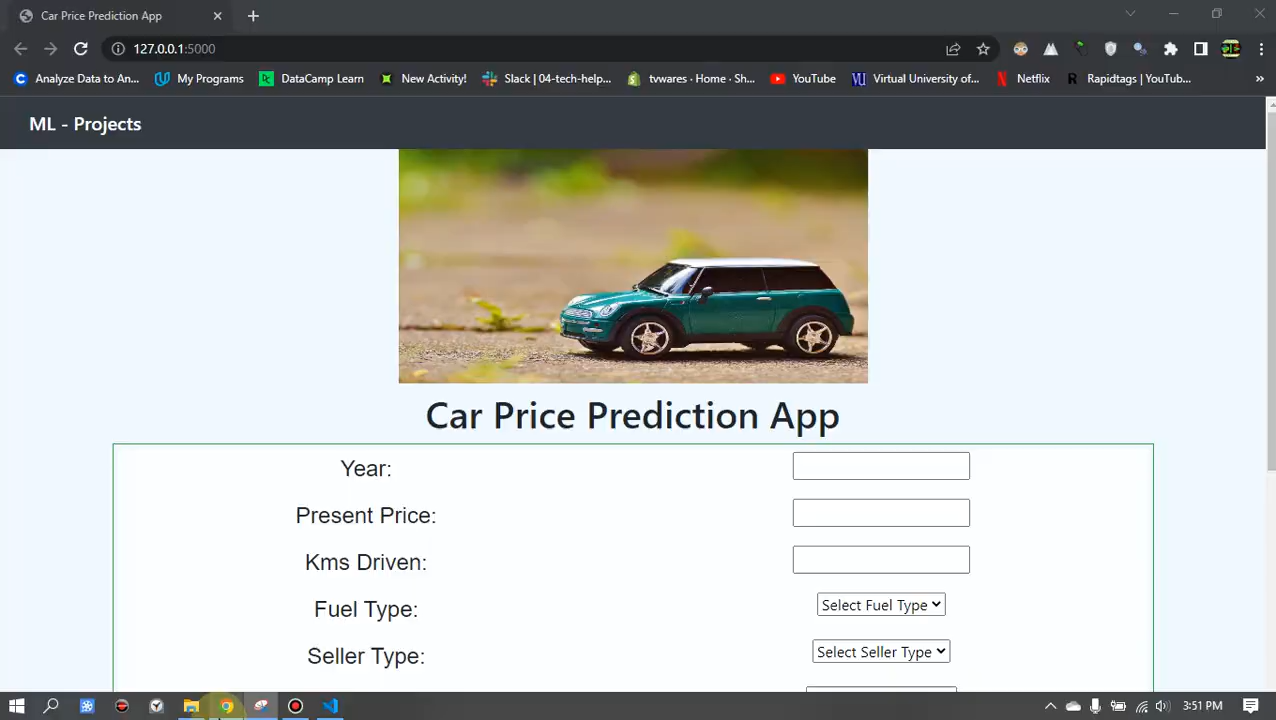 Car Price Prediction App
127.0.0.1:5000
Analyze Data to An... My Programs DataCamp Learn New Activity! Slack | 04-tech-help... tvwares - Home · Sh... YouTube Virtual University of... Netflix Rapidtags | YouTub... »
ML - Projects
Car Price Prediction App
Year:
Present Price:
Kms Driven:
Fuel Type: Select Fuel Type
Seller Type: Select Seller Type
3:51 PM